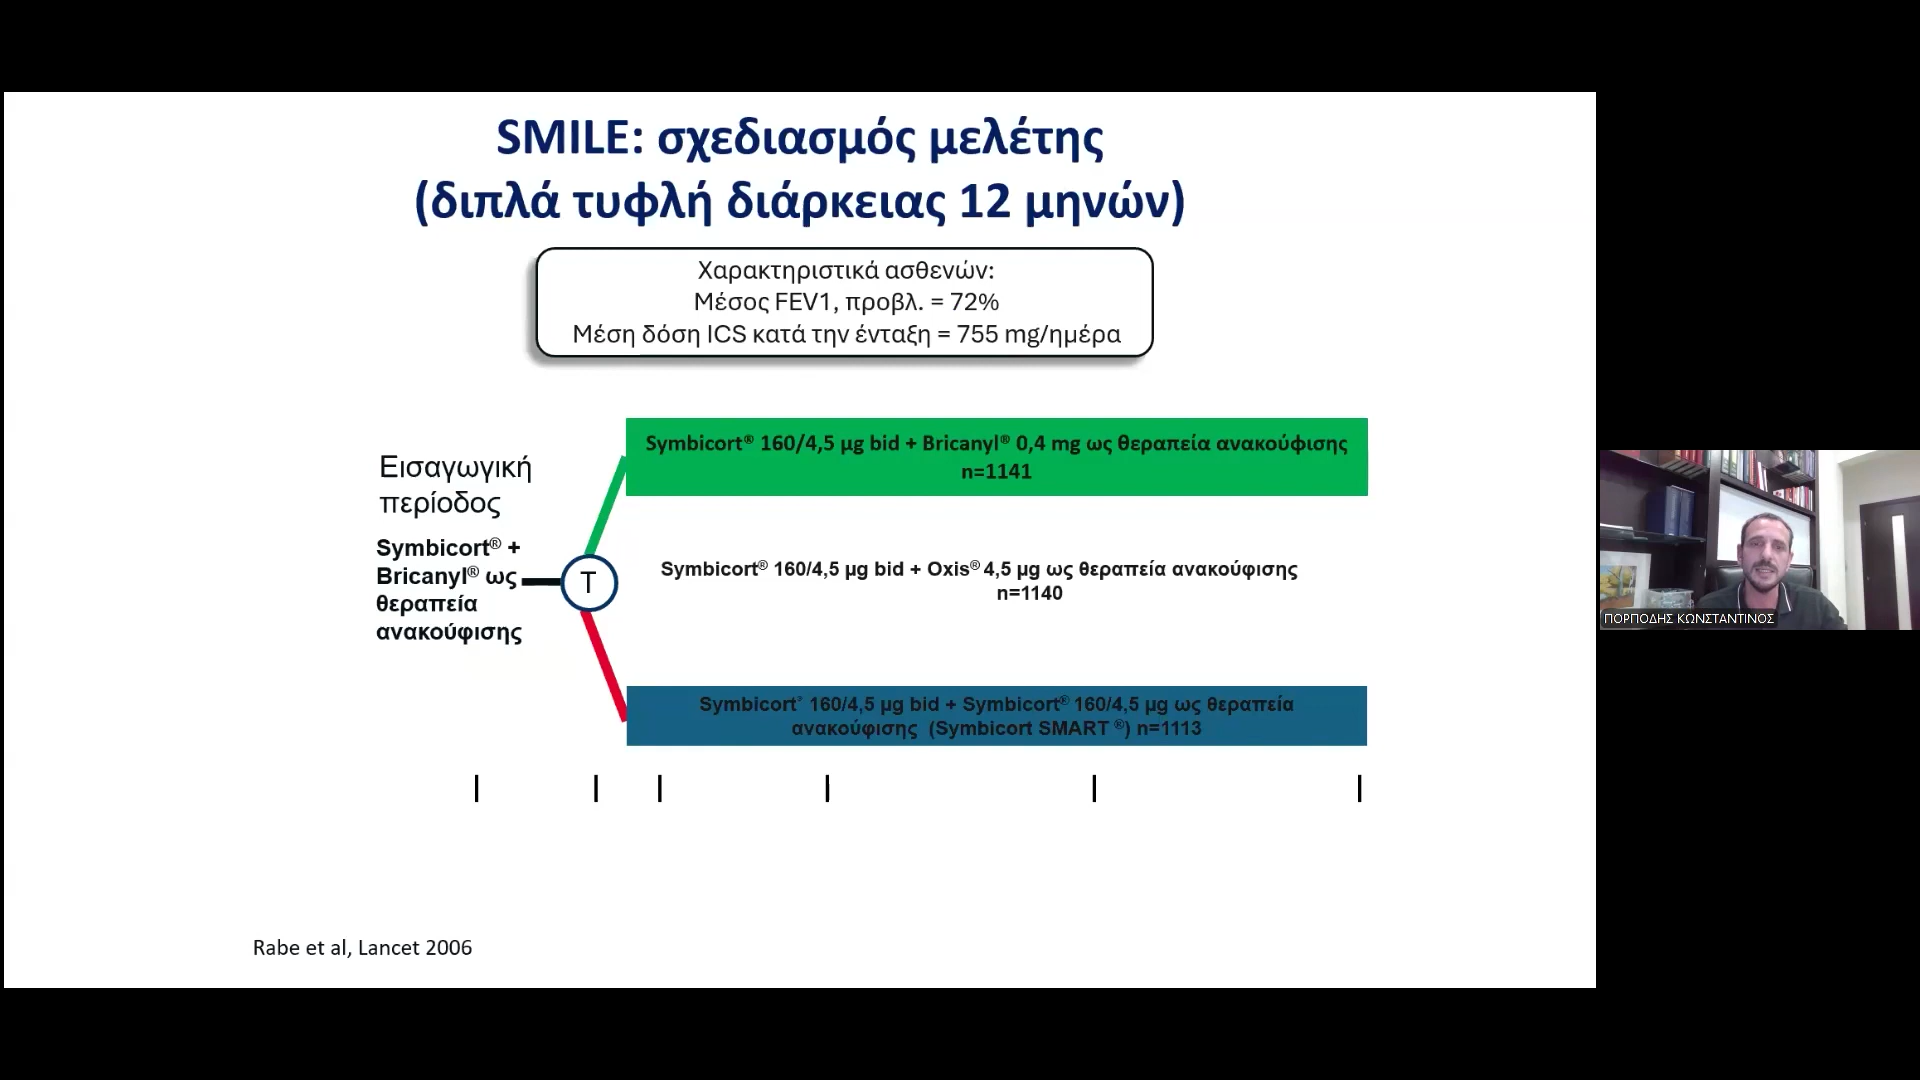 SMILE: σχεδιασμός μελέτης
(διπλά τυφλή διάρκειας 12 μηνών)
Χαρακτηριστικά ασθενών:
Μέσος FEV1, προβλ. = 72%
Μέση δόση ICS κατά την ένταξη = 755 mg/ημέρα
Symbicort® 160/4,5 μg bid + Bricanyl® 0,4 mg ως θεραπεία ανακούφισης
n=1141
Εισαγωγική
περίοδος
Symbicort® +
Bricanyl® ως
θεραπεία
ανακούφισης
T
Symbicort® 160/4,5 μg bid + Oxis® 4,5 μg ως θεραπεία ανακούφισης
n=1140
Symbicort® 160/4,5 μg bid + Symbicort® 160/4,5 μg ως θεραπεία
ανακούφισης (Symbicort SMART ®) n=1113
Rabe et al, Lancet 2006
ΠΟΡΠΟΔΗΣ ΚΩΝΣΤΑΝΤΙΝΟΣ